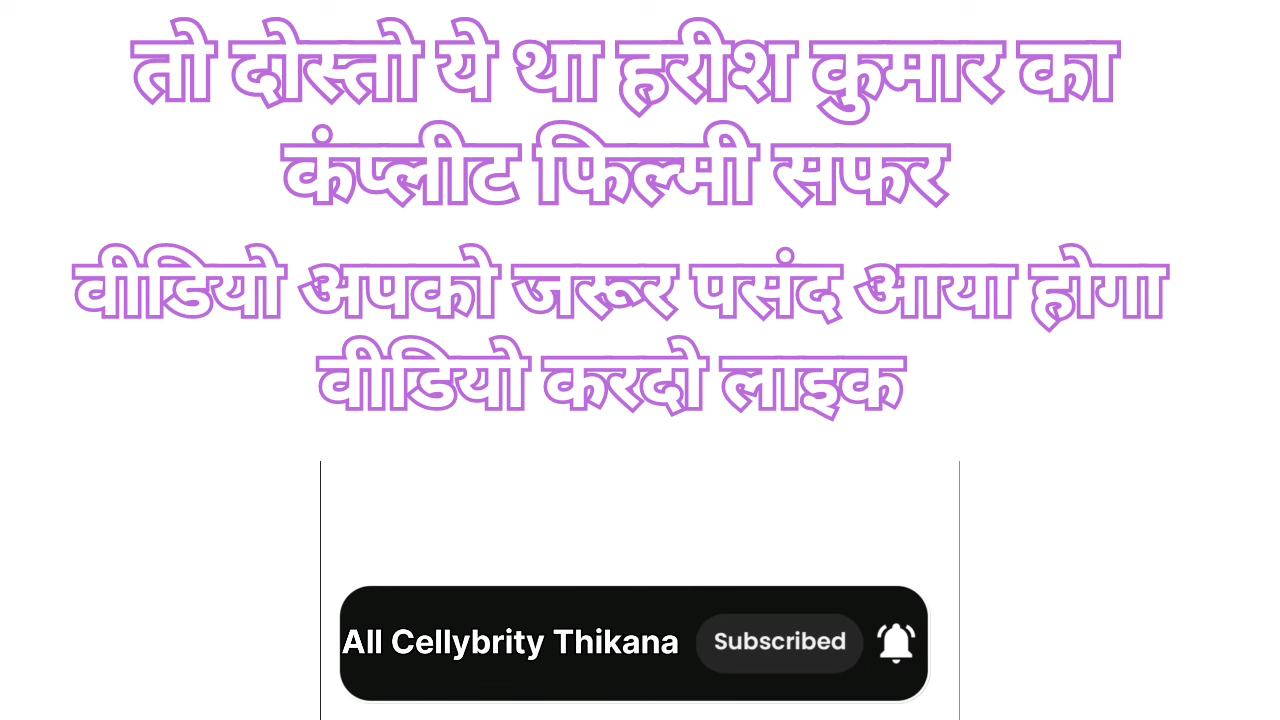 तो दोस्तो ये था हरीश कुमार का
कंप्लीट फिल्मी सफर
वीडियो अपको जरूर पसंद आया होगा
वीडियो करदो लाइक
All Cellybrity Thikana Subscribed